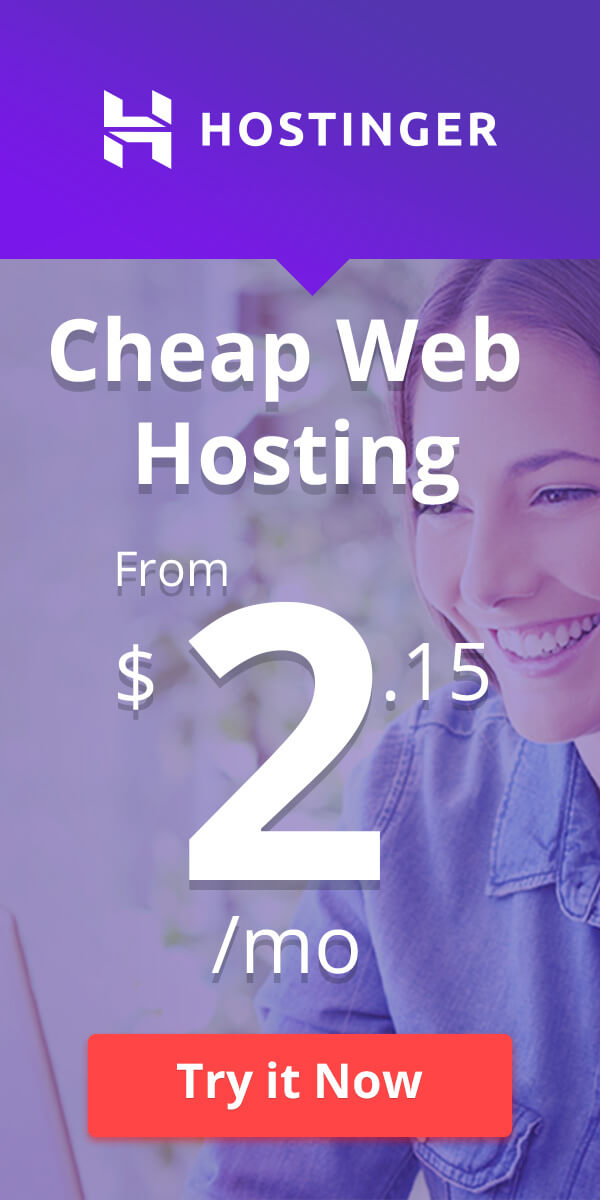 HOSTINGER
Cheap Web
Hosting
From
$2.15
/mo
Try it Now